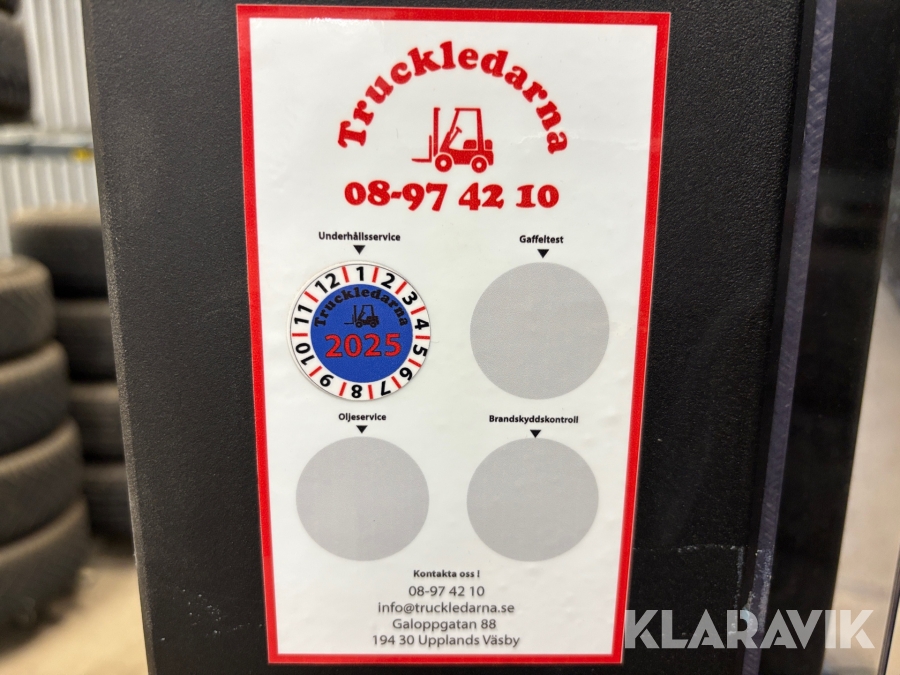 Truckledarna
08-97 42 10
Underhållsservice
Gaffeltest
1 2 3 4 5 6 7 8 9 10 11 12
Truckledarna
2025
Oljeservice
Brandskyddskontroll
Kontakta oss !
08-97 42 10
info@truckledarna.se
Galoppgatan 88
194 30 Upplands Väsby
KLARAVIK